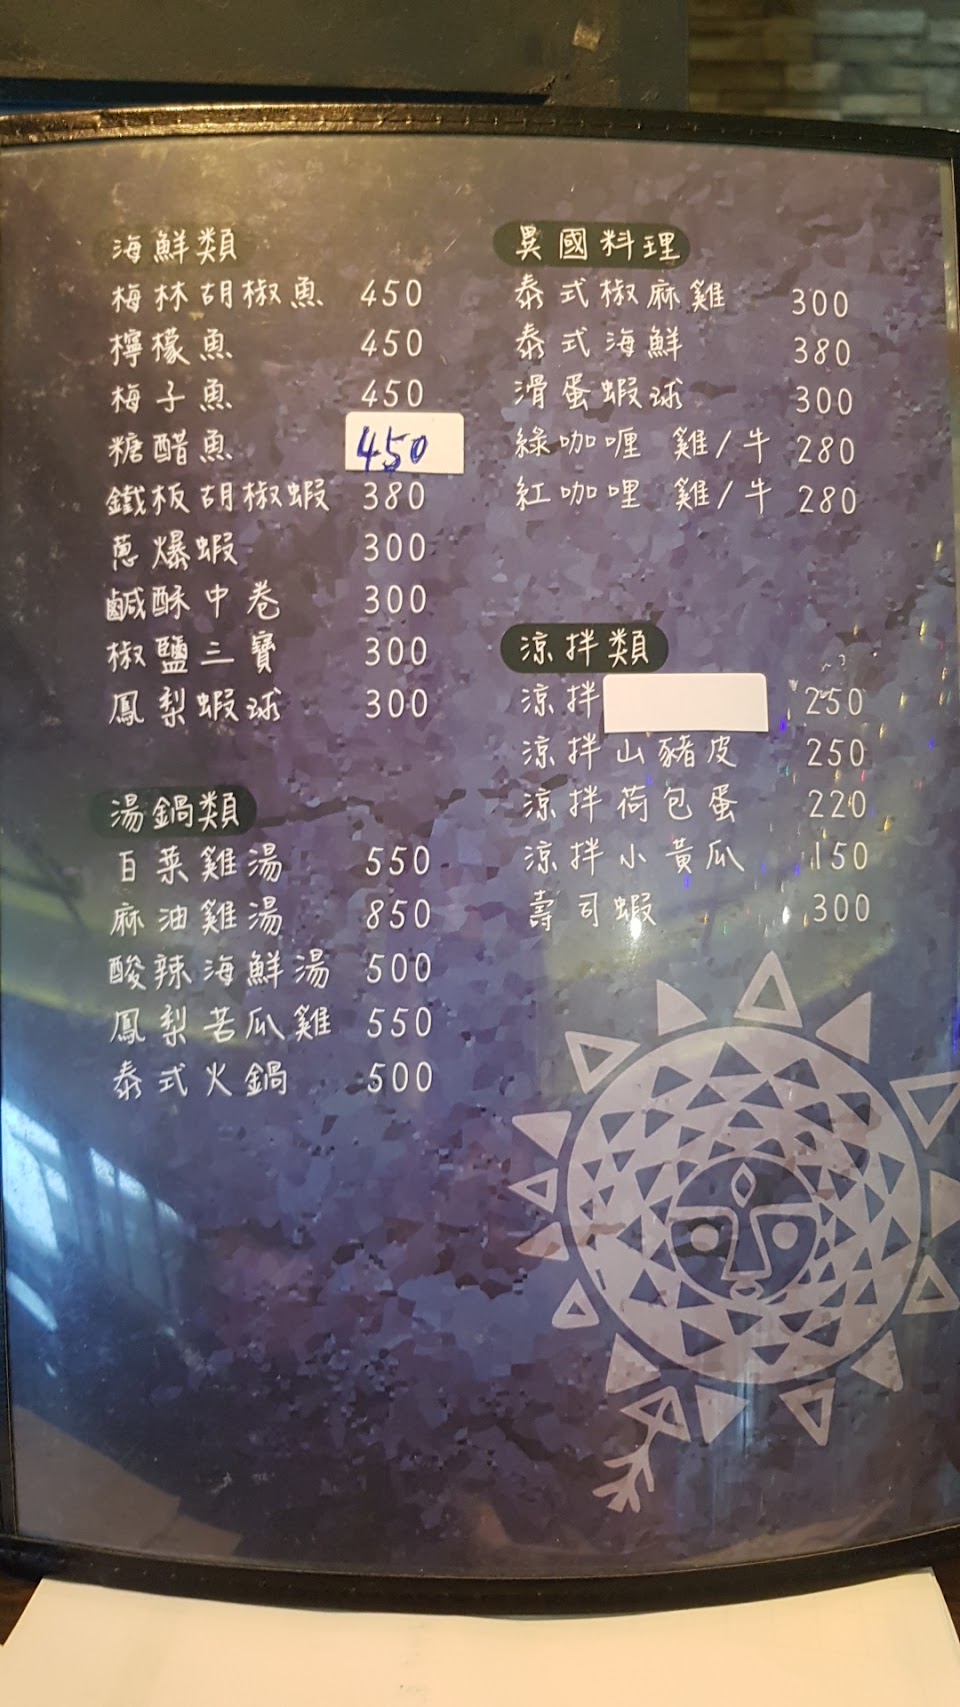 海鮮類
梅林胡椒魚 450
檸檬魚 450
梅子魚 450
糖醋魚 450
鐵板胡椒蝦 380
蔥爆蝦 300
鹹酥中卷 300
椒鹽三寶 300
鳳梨蝦球 300
湯鍋類
百菜雞湯 550
麻油雞湯 850
酸辣海鮮湯 500
鳳梨苦瓜雞 550
泰式火鍋 500
異國料理
泰式椒麻雞 300
泰式海鮮 380
滑蛋蝦球 300
綠咖喱 雞/牛 280
紅咖哩 雞/牛 280
涼拌類
涼拌 250
涼拌山豬皮 250
涼拌荷包蛋 220
涼拌小黃瓜 150
壽司蝦 300